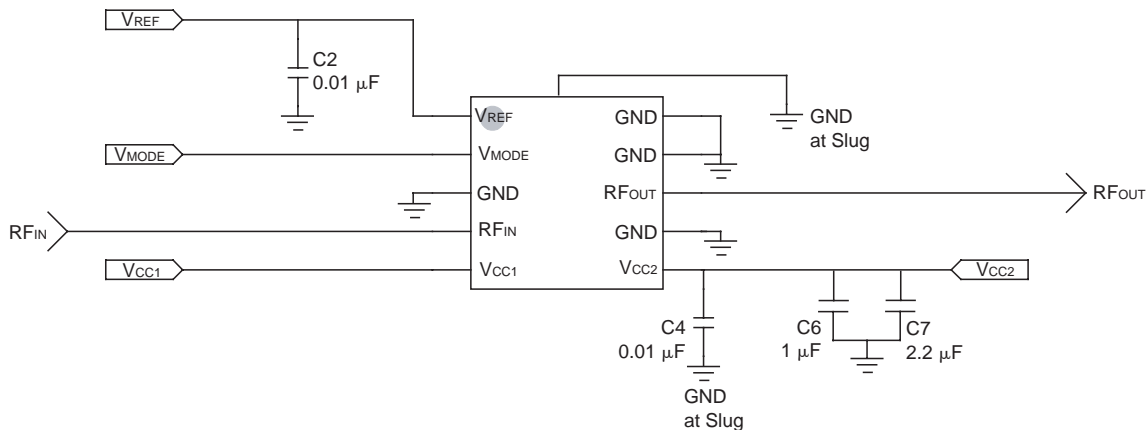 VREF
C2
0.01 µF
GND
at Slug
VREF
GND
VMODE
VMODE
GND
GND
RFOUT
RFOUT
RFIN
RFIN
GND
VCC1
VCC1
VCC2
VCC2
C4
0.01 µF
C6
1 µF
C7
2.2 µF
GND
at Slug